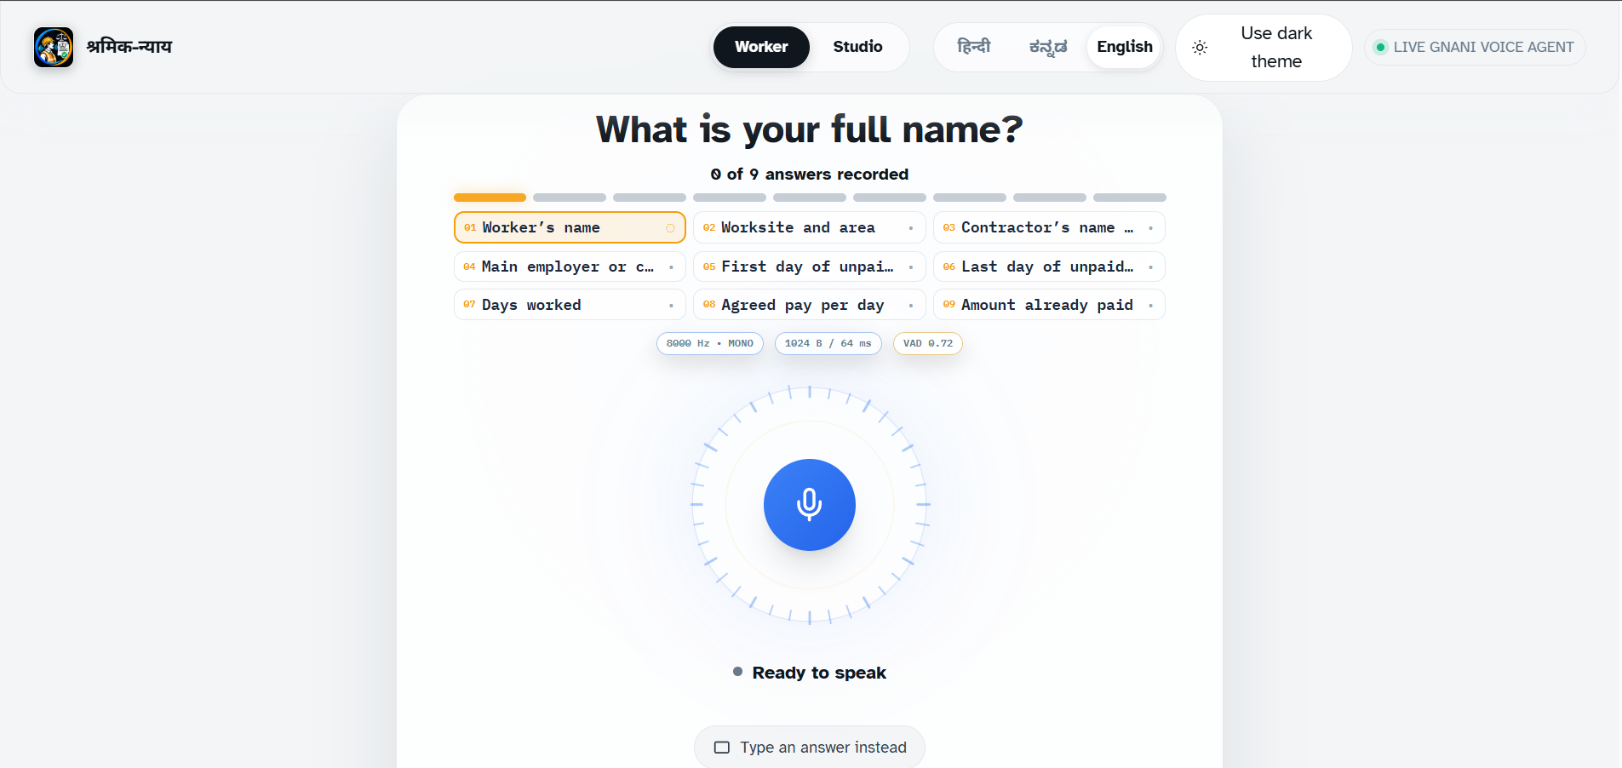 श्रमिक-न्याय
Worker
Studio
हिन्दी
ಕನ್ನಡ
English
Use dark
theme
LIVE GNANI VOICE AGENT
What is your full name?
0 of 9 answers recorded
01 Worker’s name
02 Worksite and area
03 Contractor’s name …
04 Main employer or c…
05 First day of unpai…
06 Last day of unpaid…
07 Days worked
08 Agreed pay per day
09 Amount already paid
8000 Hz • MONO
1024 B / 64 ms
VAD 0.72
Ready to speak
Type an answer instead